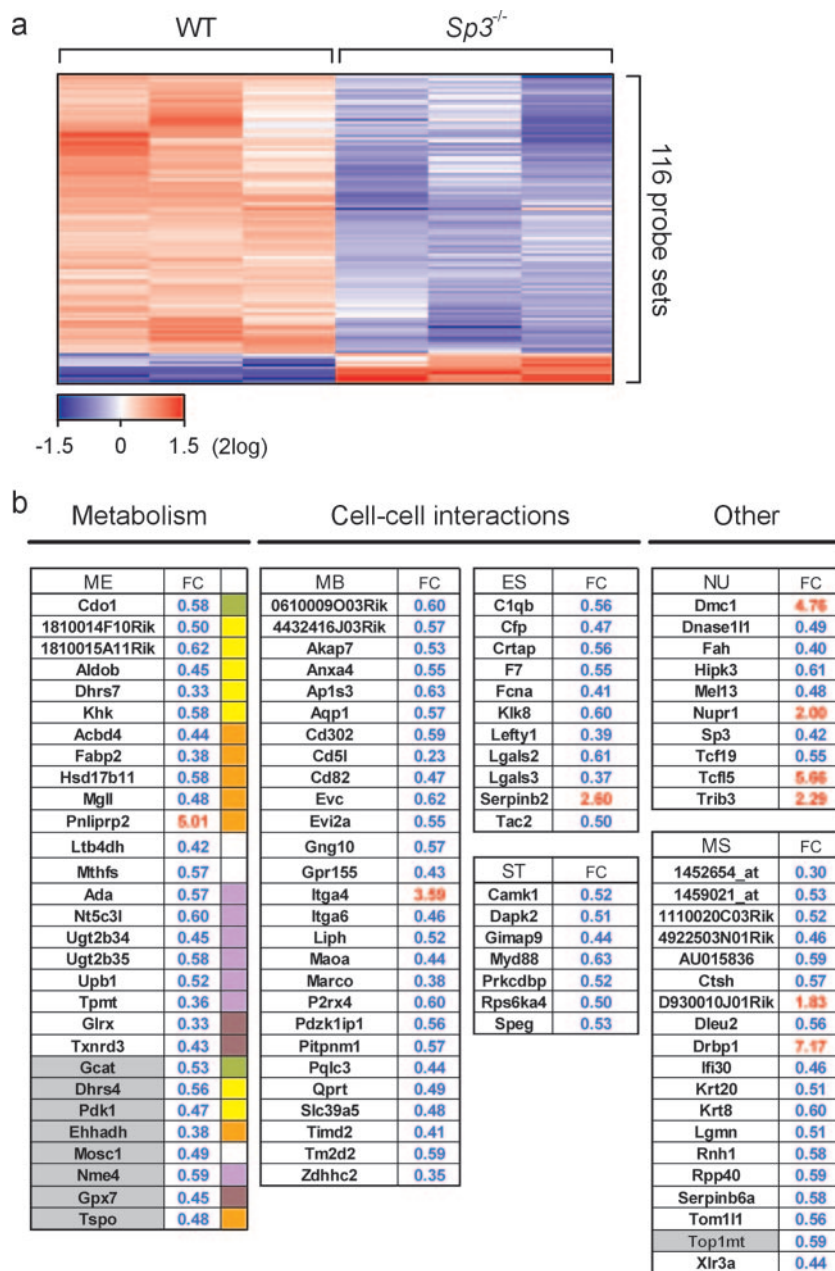 a
WT
Sp3-/-
116 probe sets
-1.5 0 1.5 (2log)
b
Metabolism
Cell-cell interactions
Other
ME FC
Cdo1 0.58
1810014F10Rik 0.50
1810015A11Rik 0.62
Aldob 0.45
Dhrs7 0.33
Khk 0.58
Acbd4 0.44
Fabp2 0.38
Hsd17b11 0.58
Mgll 0.48
Pnliprp2 5.01
Ltb4dh 0.42
Mthfs 0.57
Ada 0.57
Nt5c3l 0.60
Ugt2b34 0.45
Ugt2b35 0.58
Upb1 0.52
Tpmt 0.36
Glrx 0.33
Txnrd3 0.43
Gcat 0.53
Dhrs4 0.56
Pdk1 0.47
Ehhadh 0.38
Mosc1 0.49
Nme4 0.59
Gpx7 0.45
Tspo 0.48
MB FC
0610009O03Rik 0.60
4432416J03Rik 0.57
Akap7 0.53
Anxa4 0.55
Ap1s3 0.63
Aqp1 0.57
Cd302 0.59
Cd5l 0.23
Cd82 0.47
Evc 0.62
Evi2a 0.55
Gng10 0.57
Gpr155 0.43
Itga4 3.59
Itga6 0.46
Liph 0.52
Maoa 0.44
Marco 0.38
P2rx4 0.60
Pdzk1ip1 0.56
Pitpnm1 0.57
Pqlc3 0.44
Qprt 0.49
Slc39a5 0.48
Timd2 0.41
Tm2d2 0.59
Zdhhc2 0.35
ES FC
C1qb 0.56
Cfp 0.47
Crtap 0.56
F7 0.55
Fcna 0.41
Klk8 0.60
Lefty1 0.39
Lgals2 0.61
Lgals3 0.37
Serpinb2 2.60
Tac2 0.50
ST FC
Camk1 0.52
Dapk2 0.51
Gimap9 0.44
Myd88 0.63
Prkcdbp 0.52
Rps6ka4 0.50
Speg 0.53
NU FC
Dmc1 4.76
Dnase1l1 0.49
Fah 0.40
Hipk3 0.61
Mel13 0.48
Nupr1 2.00
Sp3 0.42
Tcf19 0.55
Tcfl5 5.66
Trib3 2.29
MS FC
1452654_at 0.30
1459021_at 0.53
1110020C03Rik 0.52
4922503N01Rik 0.46
AU015836 0.59
Ctsh 0.57
D930010J01Rik 1.83
Dleu2 0.56
Drbp1 7.17
Ifi30 0.46
Krt20 0.51
Krt8 0.60
Lgmn 0.51
Rnh1 0.58
Rpp40 0.59
Serpinb6a 0.58
Tom1l1 0.56
Top1mt 0.59
Xlr3a 0.44